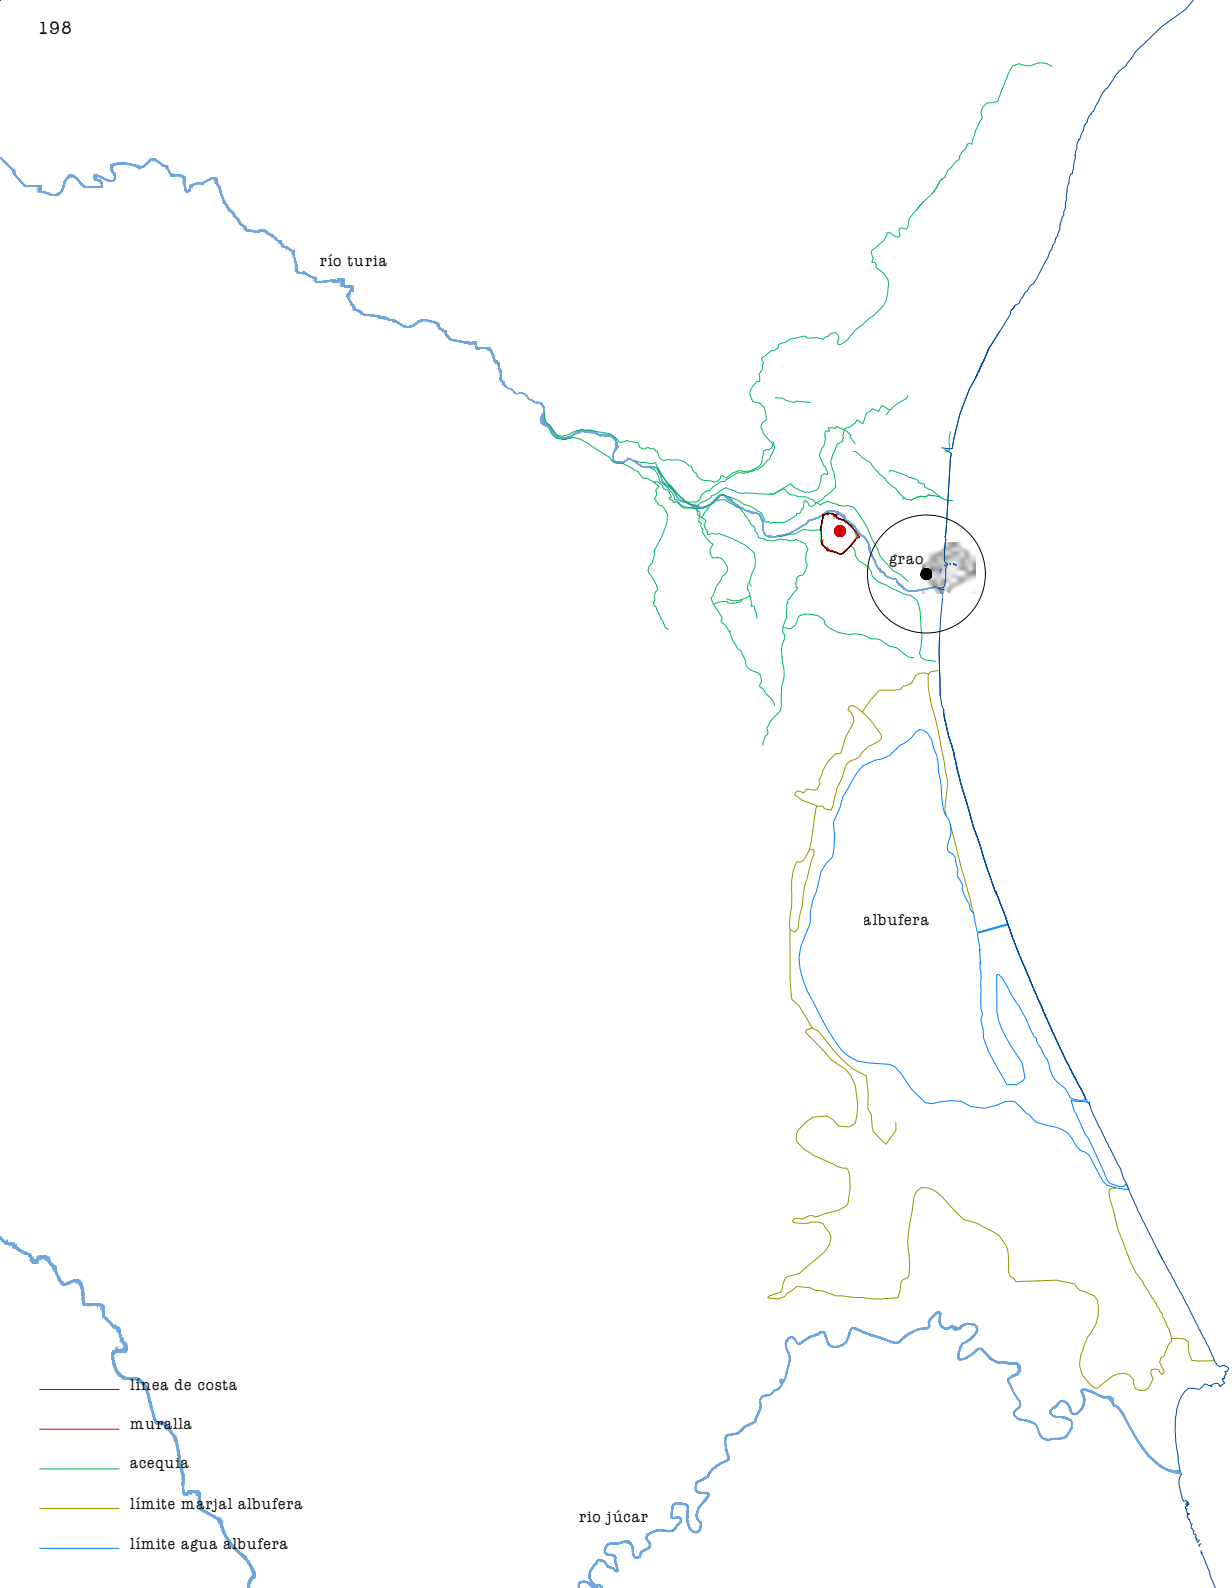 198
río turia
grao
albufera
línea de costa
muralla
acequia
límite marjal albufera
rio júcar
límite agua albufera